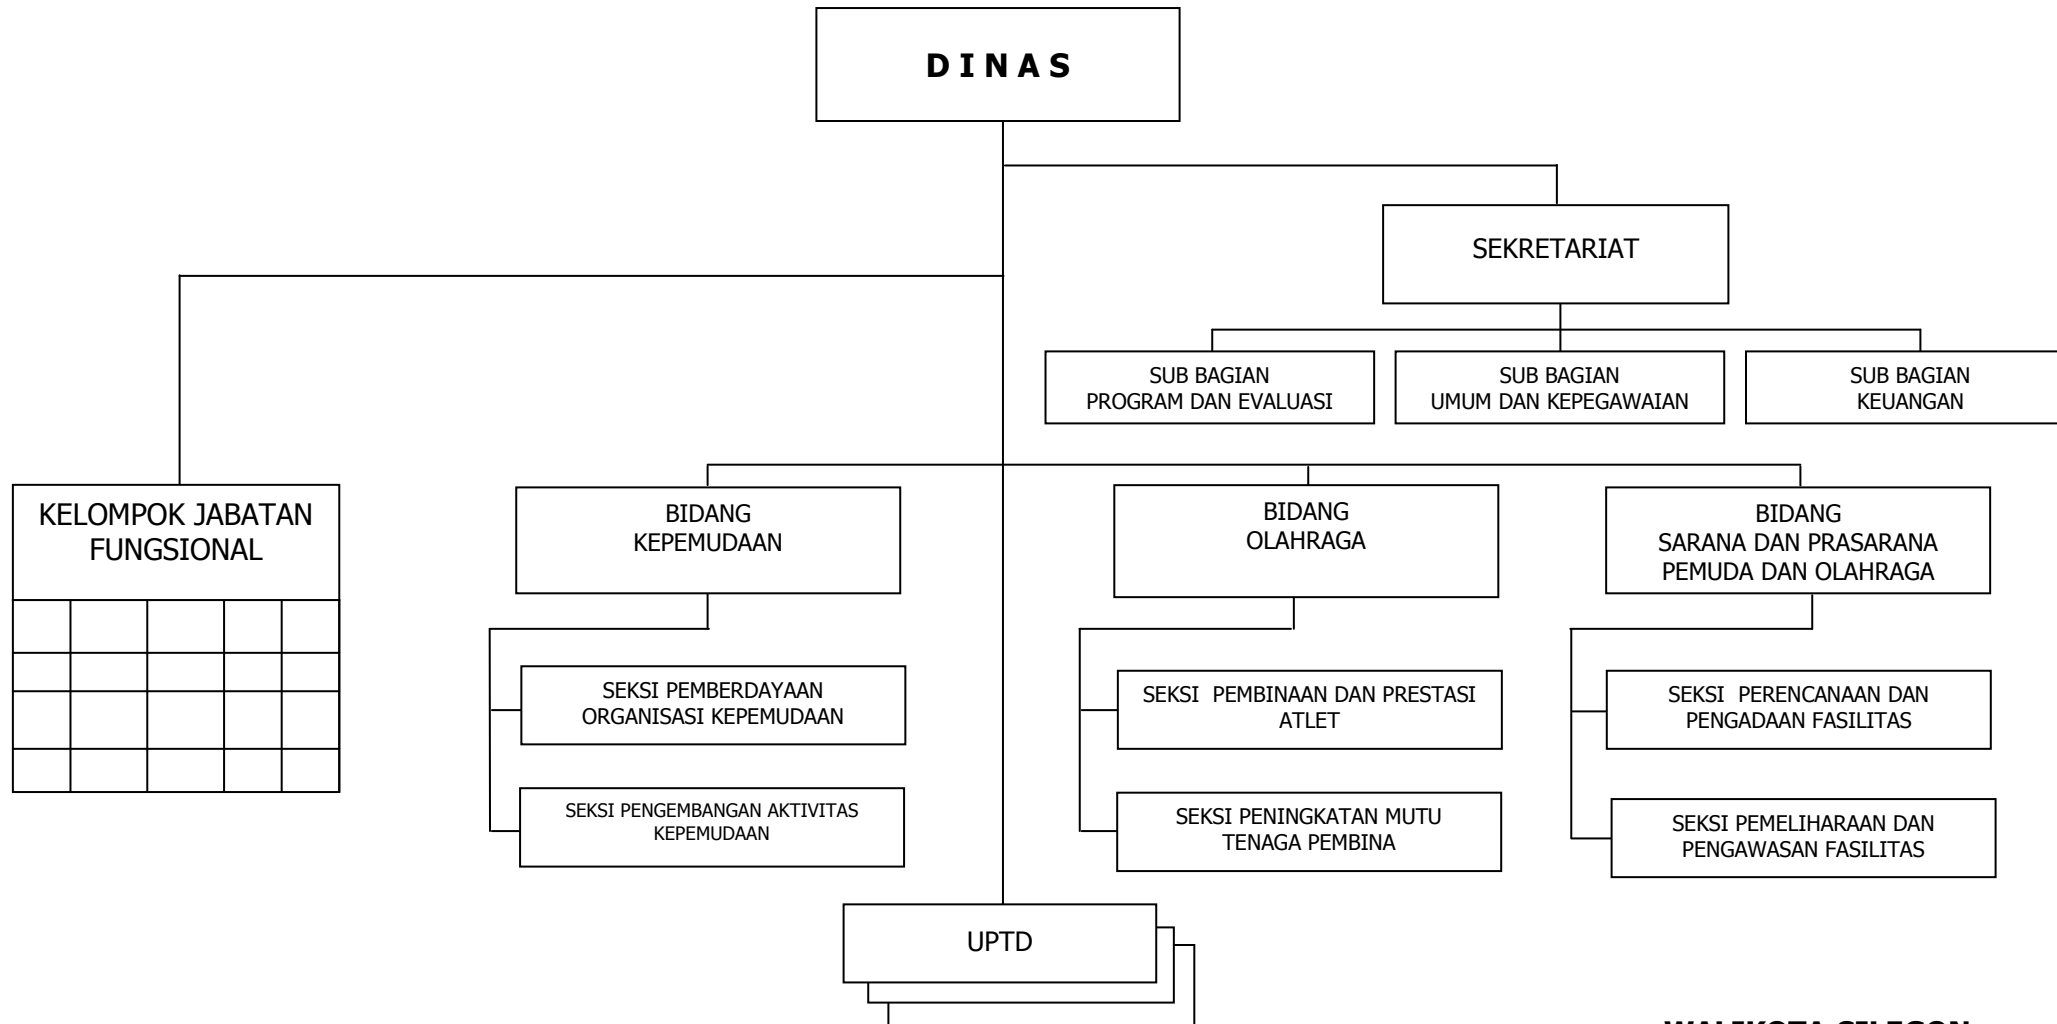 D I N A S
SEKRETARIAT
SUB BAGIAN
PROGRAM DAN EVALUASI
SUB BAGIAN
UMUM DAN KEPEGAWAIAN
SUB BAGIAN
KEUANGAN
KELOMPOK JABATAN
FUNGSIONAL
BIDANG
KEPEMUDAAN
BIDANG
OLAHRAGA
BIDANG
SARANA DAN PRASARANA
PEMUDA DAN OLAHRAGA
SEKSI PEMBERDAYAAN
ORGANISASI KEPEMUDAAN
SEKSI PEMBINAAN DAN PRESTASI
ATLET
SEKSI PERENCANAAN DAN
PENGADAAN FASILITAS
SEKSI PENGEMBANGAN AKTIVITAS
KEPEMUDAAN
SEKSI PENINGKATAN MUTU
TENAGA PEMBINA
SEKSI PEMELIHARAAN DAN
PENGAWASAN FASILITAS
UPTD
WALIKOTA CILEGON